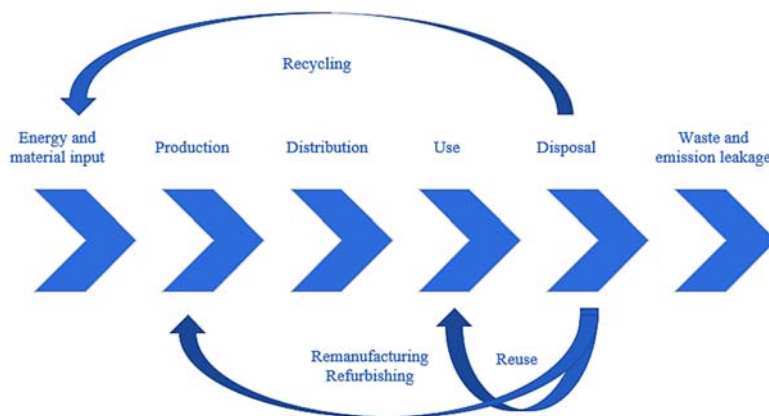 Recycling
Energy and
material input
Production
Distribution
Use
Disposal
Waste and
emission leakage
Remanufacturing
Refurbishing
Reuse